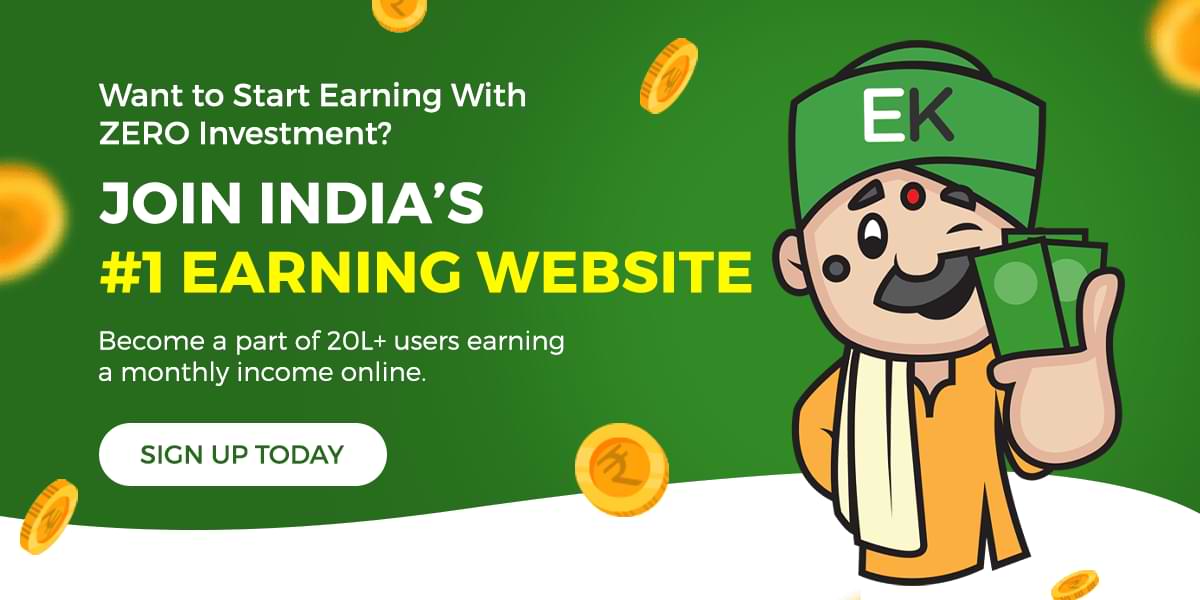 Want to Start Earning With
ZERO Investment?
JOIN INDIA’S
#1 EARNING WEBSITE
Become a part of 20L+ users earning
a monthly income online.
SIGN UP TODAY
EK